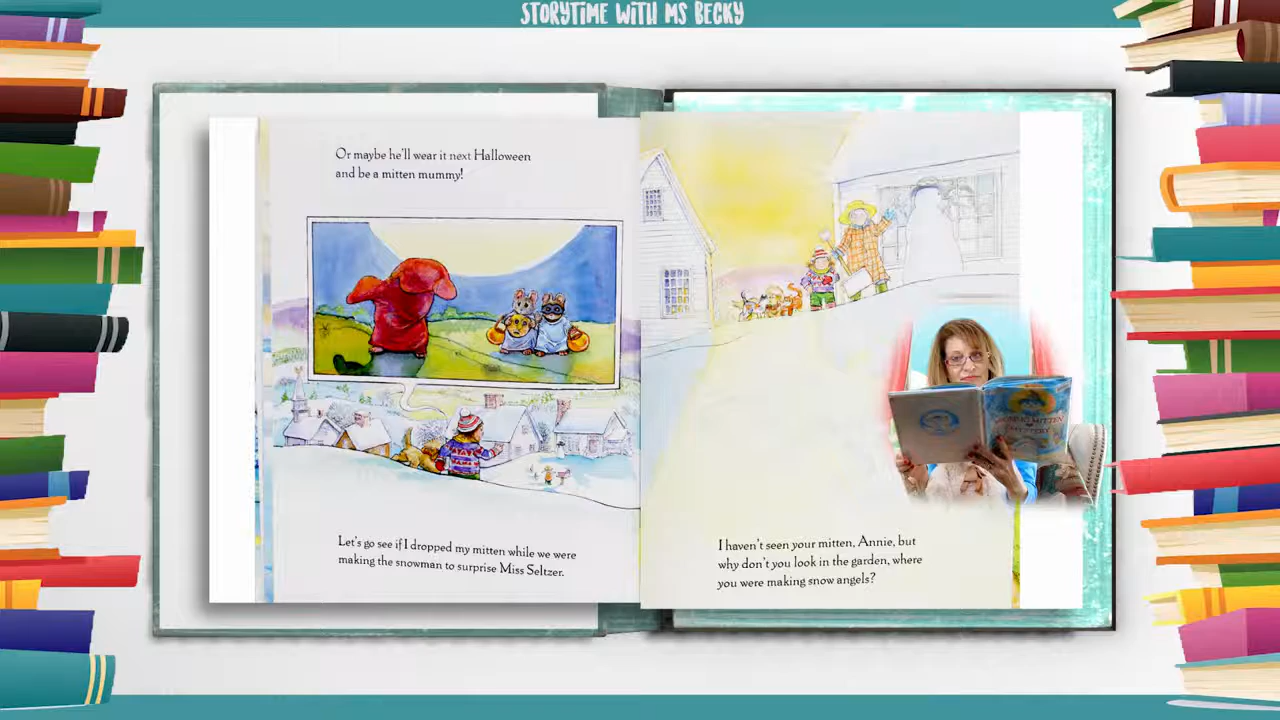 STORYTIME WITH MS BECKY
Or maybe he'll wear it next Halloween
and be a mitten mummy!
Let's go see if I dropped my mitten while we were
making the snowman to surprise Miss Seltzer.
I haven't seen your mitten, Annie, but
why don't you look in the garden, where
you were making snow angels?
MITTEN
MYSTERY